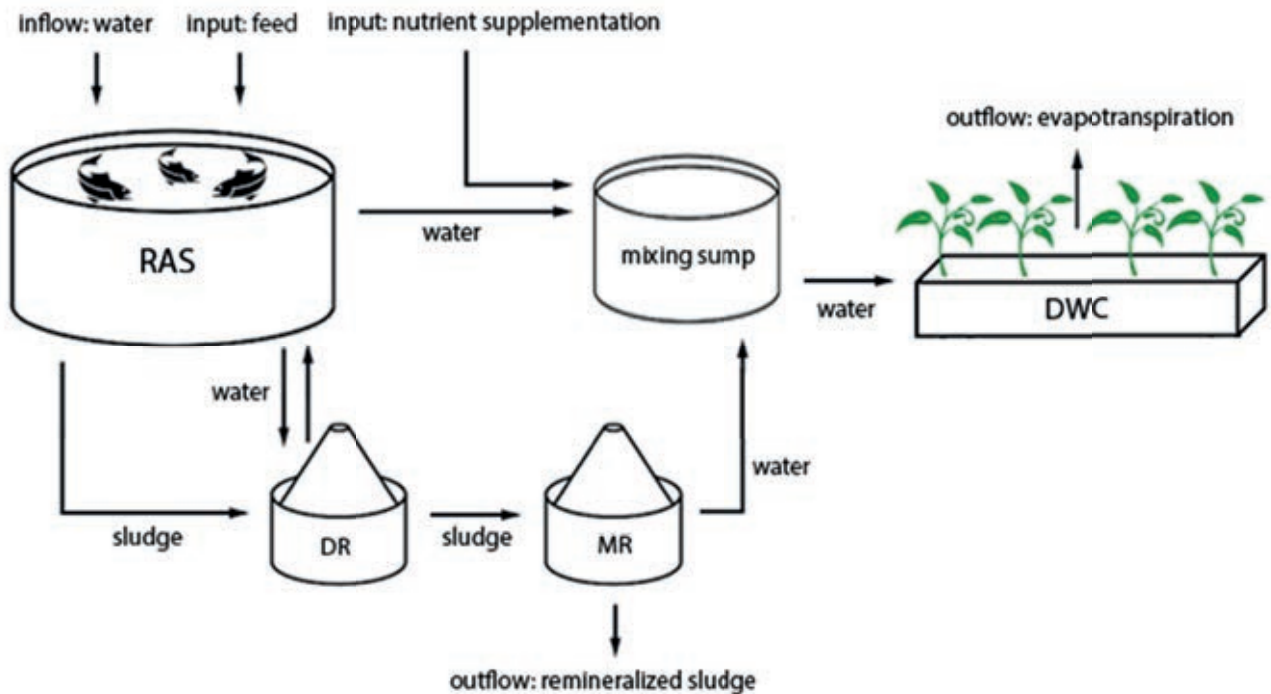 inflow: water
input: feed
input: nutrient supplementation
outflow: evapotranspiration
RAS
water
mixing sump
water
DWC
water
water
sludge
DR
sludge
MR
outflow: remineralized sludge